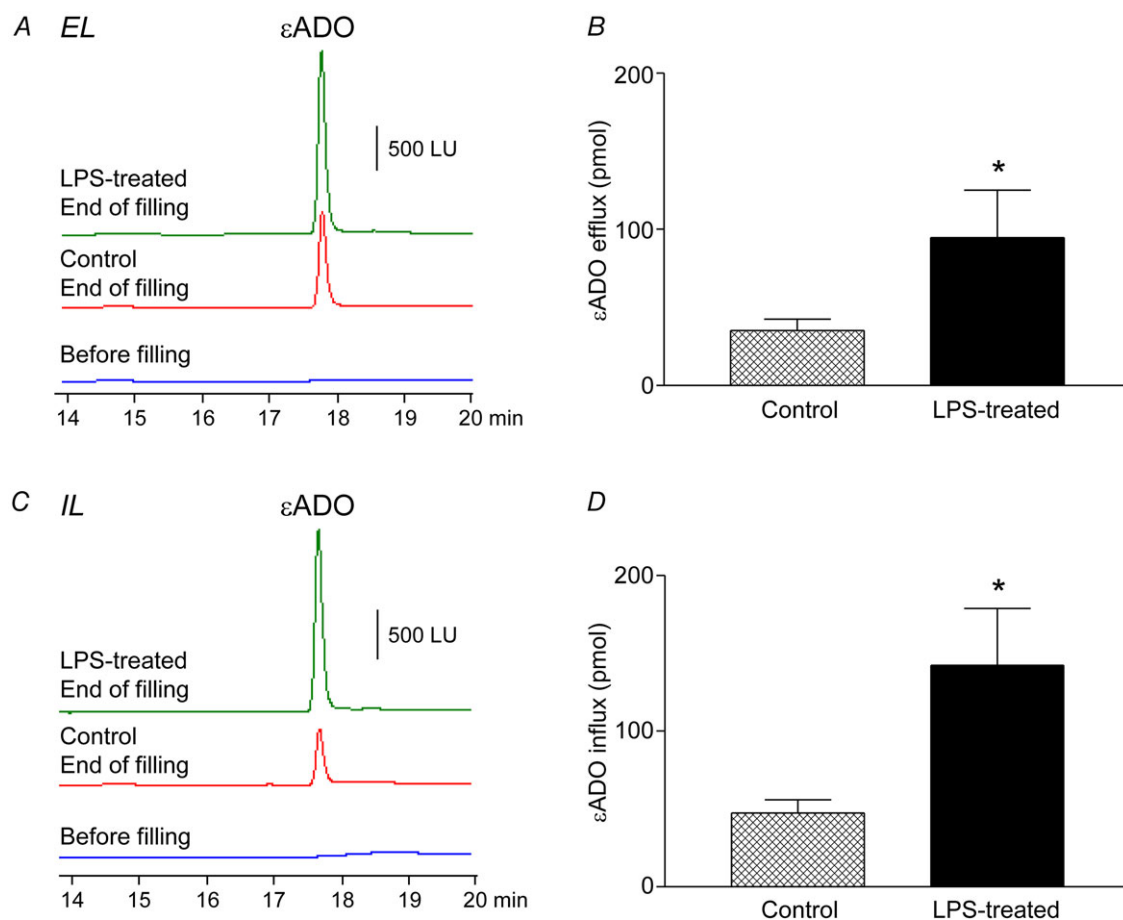 A EL
εADO
500 LU
LPS-treated
End of filling
Control
End of filling
Before filling
14 15 16 17 18 19 20 min
B
200
100
0
εADO efflux (pmol)
*
Control LPS-treated
C IL
εADO
500 LU
LPS-treated
End of filling
Control
End of filling
Before filling
14 15 16 17 18 19 20 min
D
200
100
0
εADO influx (pmol)
*
Control LPS-treated